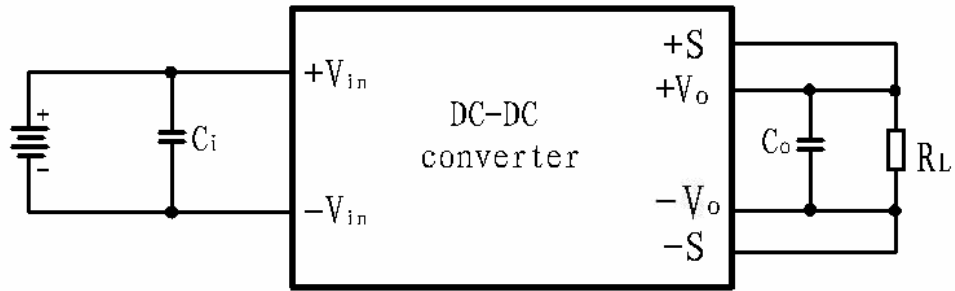 +S
+Vin
+Vo
DC-DC
converter
+
-
Ci
Co
RL
-Vin
-Vo
-S